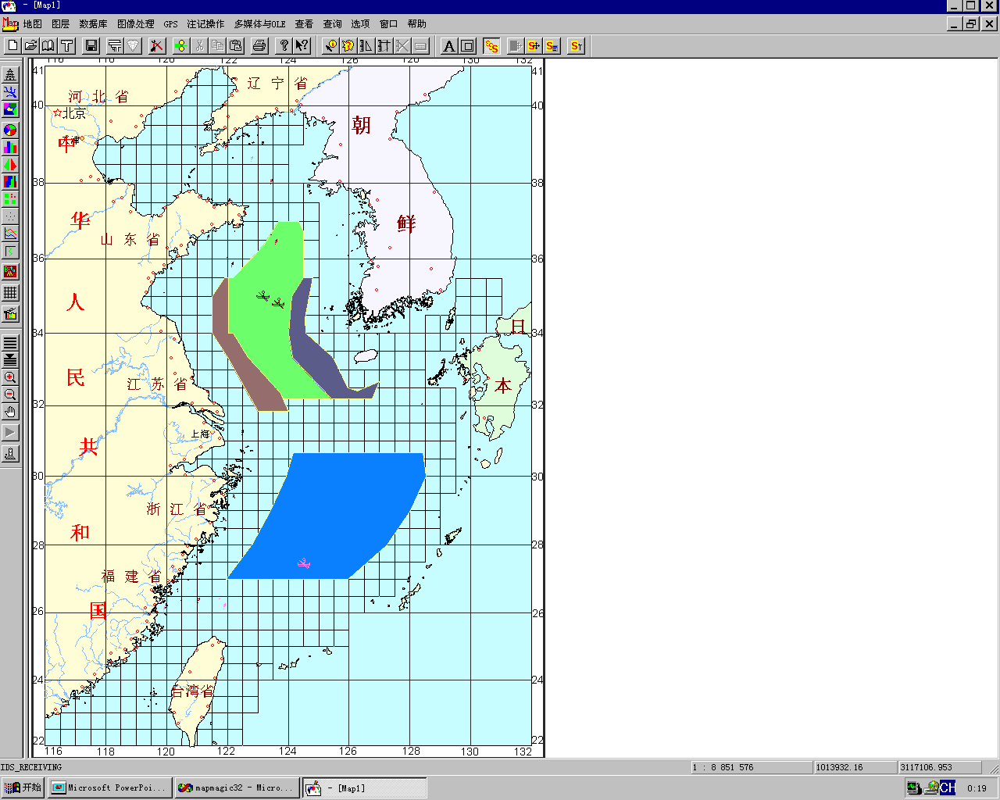 - [Map1]
Map 地图 图层 数据库 图像处理 GPS 注记操作 多媒体与OLE 查看 查询 选项 窗口 帮助
116 118 120 122 124 126 128 130 132
41 41
辽宁省
河北省
40 40
北京
朝
天津
中
38 38
华
鲜
山东省
36 36
人
34 34
日
民
江苏省
本
32 32
上海
共
30 30
浙江省
和
28 28
福建省
国
26 26
24 24
台湾省
22 22
116 118 120 122 124 126 128 130 132
IDS_RECEIVING 1 : 8 851 576 1013932.16 3117106.953
开始 Microsoft PowerPoi... mapmagic32 - Micro... - [Map1] CH 0:19